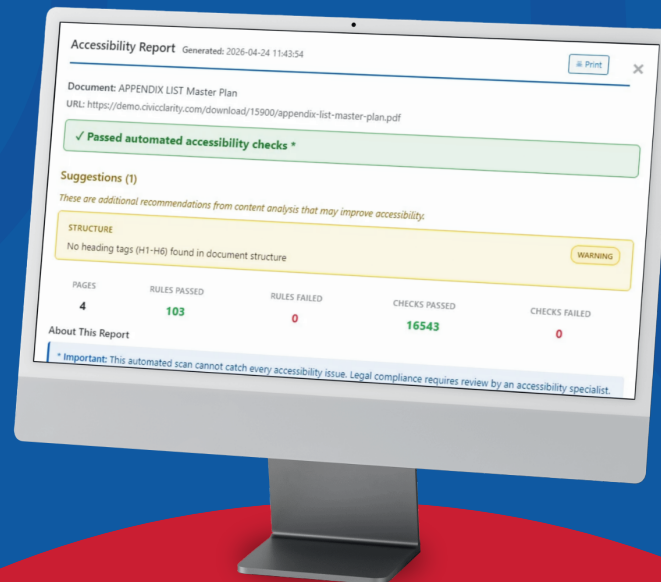 Accessibility Report Generated: 2026-04-24 11:43:54
Print
Document: APPENDIX LIST Master Plan
URL: https://demo.civicclarity.com/download/15900/appendix-list-master-plan.pdf
✓ Passed automated accessibility checks *
Suggestions (1)
These are additional recommendations from content analysis that may improve accessibility.
STRUCTURE
WARNING
No heading tags (H1-H6) found in document structure
PAGES RULES PASSED RULES FAILED CHECKS PASSED CHECKS FAILED
4 103 0 16543 0
About This Report
* Important: This automated scan cannot catch every accessibility issue. Legal compliance requires review by an accessibility specialist.